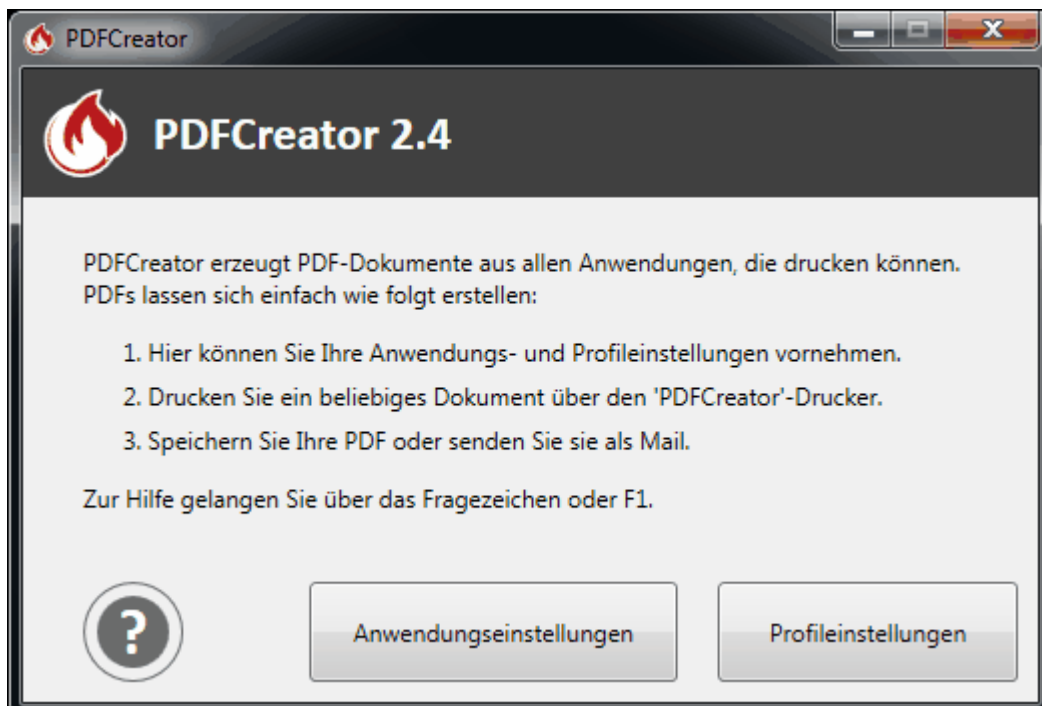 PDFCreator
PDFCreator 2.4
PDFCreator erzeugt PDF-Dokumente aus allen Anwendungen, die drucken können.
PDFs lassen sich einfach wie folgt erstellen:
1. Hier können Sie Ihre Anwendungs- und Profileinstellungen vornehmen.
2. Drucken Sie ein beliebiges Dokument über den 'PDFCreator'-Drucker.
3. Speichern Sie Ihre PDF oder senden Sie sie als Mail.
Zur Hilfe gelangen Sie über das Fragezeichen oder F1.
?
Anwendungseinstellungen
Profileinstellungen